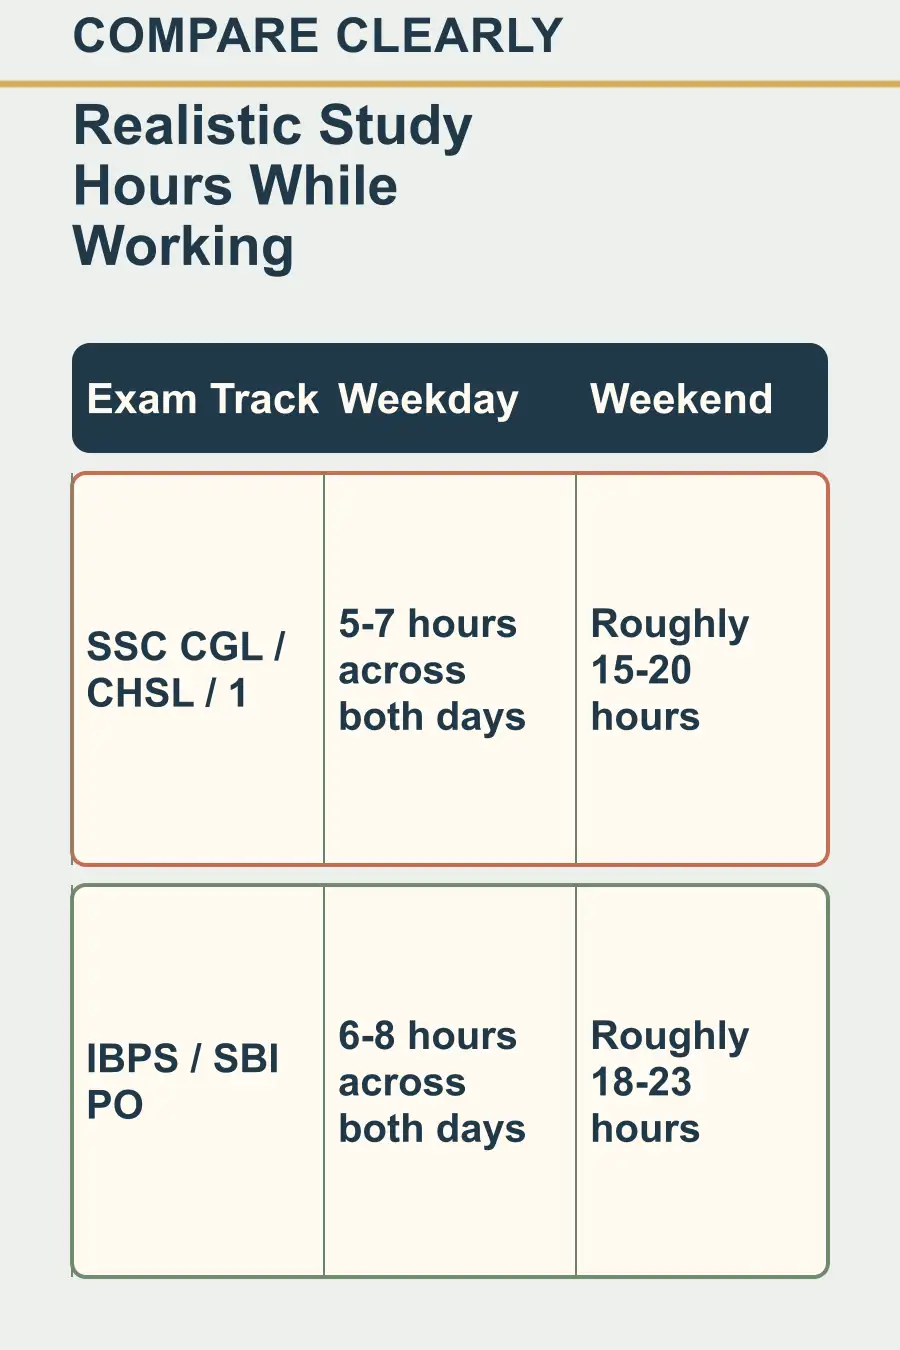 COMPARE CLEARLY
Realistic Study
Hours While
Working
Exam Track Weekday Weekend
SSC CGL /
CHSL / 1
5-7 hours
across
both days
Roughly
15-20
hours
IBPS / SBI
PO
6-8 hours
across
both days
Roughly
18-23
hours